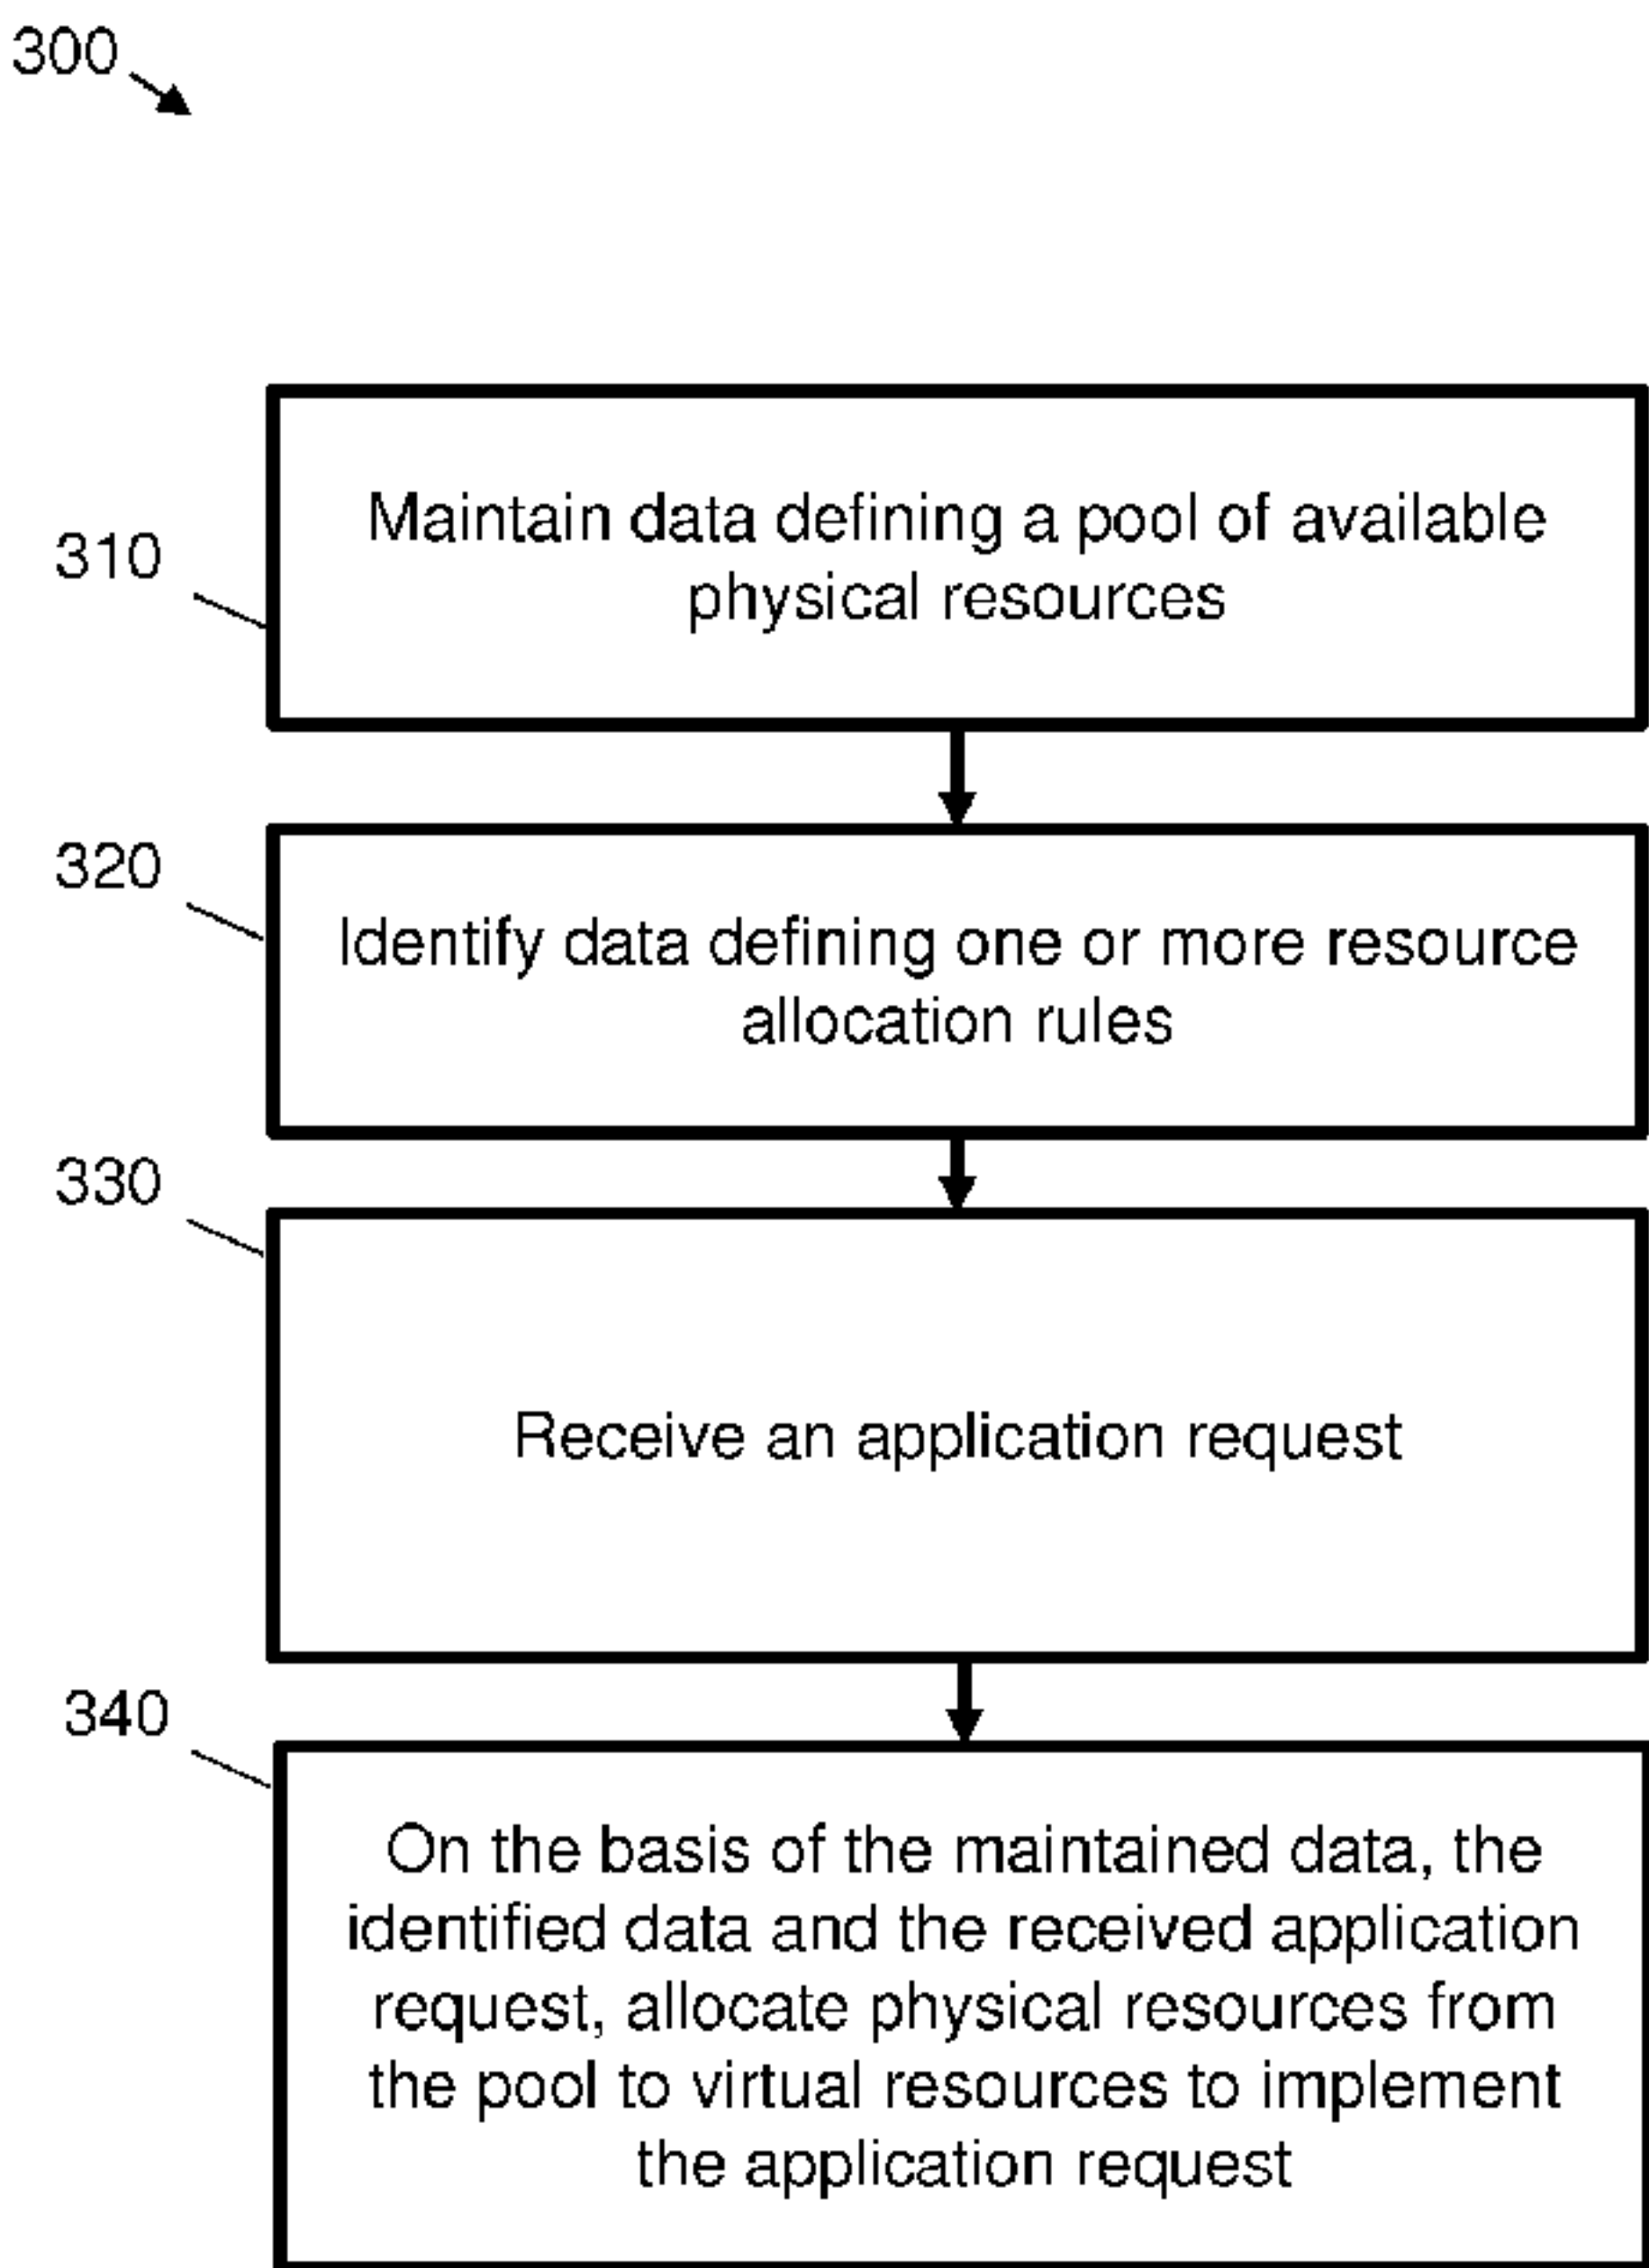 300
310
Maintain data defining a pool of available
physical resources
320
Identify data defining one or more resource
allocation rules
330
Receive an application request
340
On the basis of the maintained data, the
identified data and the received application
request, allocate physical resources from
the pool to virtual resources to implement
the application request